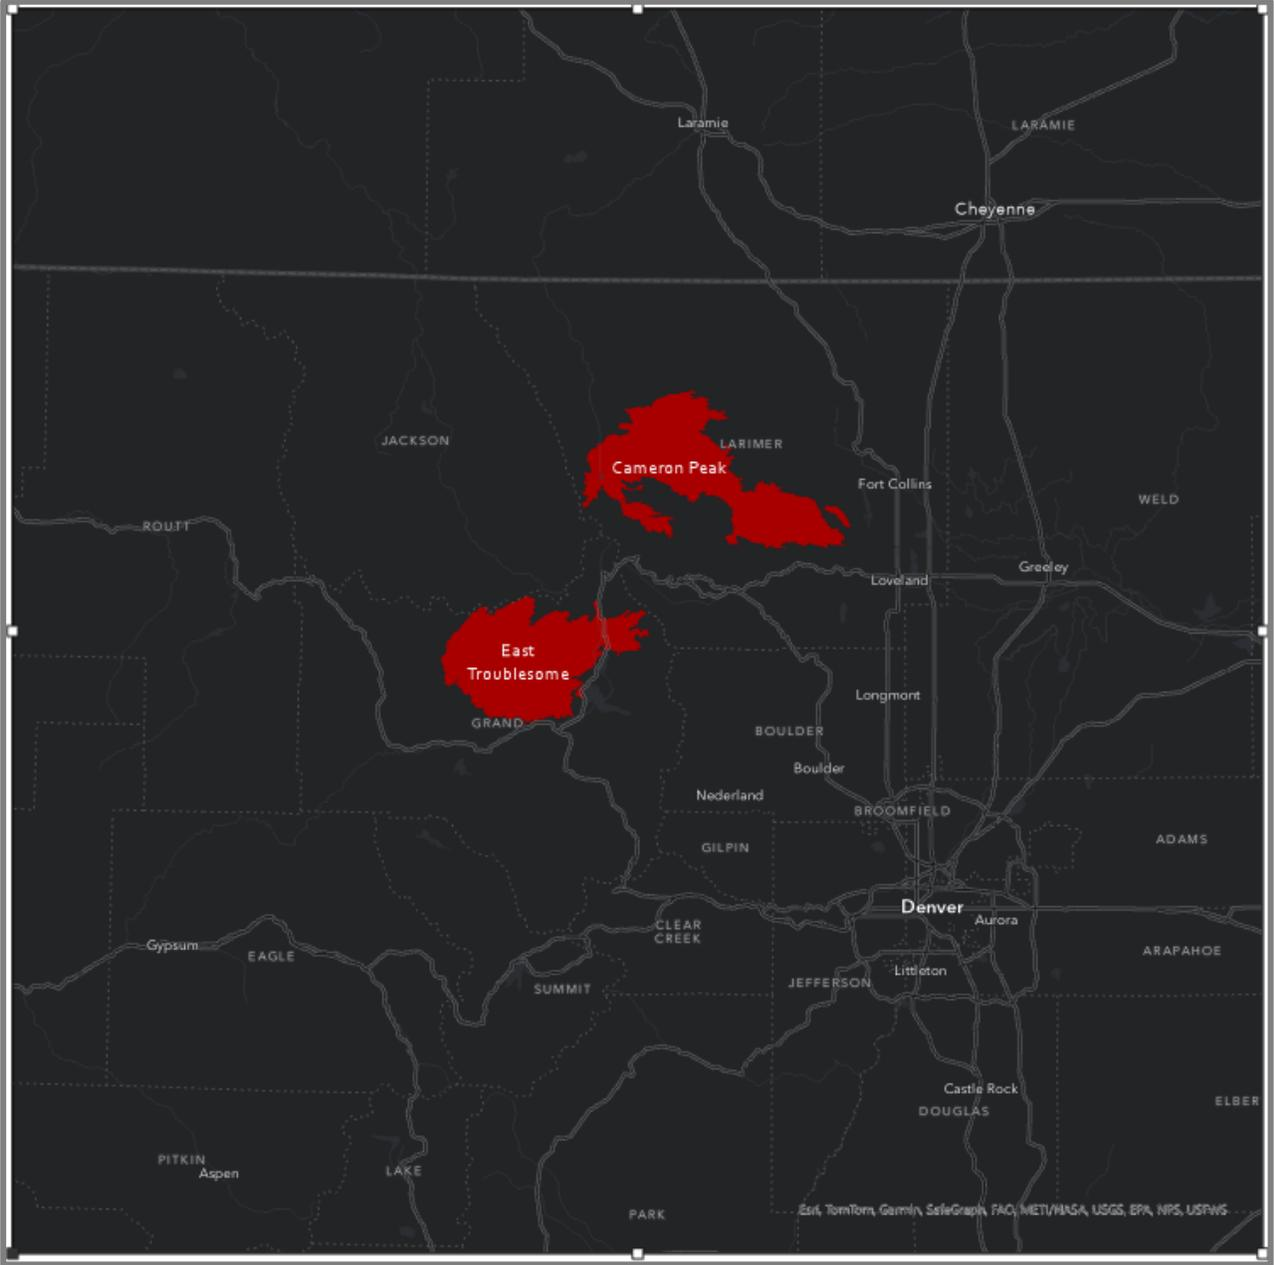 Laramie
LARAMIE
Cheyenne
JACKSON
LARIMER
Cameron Peak
Fort Collins
WELD
ROUTT
Greeley
Loveland
East
Troublesome
Longmont
GRAND
BOULDER
Boulder
Nederland
BROOMFIELD
GILPIN
ADAMS
Denver
Aurora
CLEAR
CREEK
Gypsum
EAGLE
ARAPAHOE
Littleton
JEFFERSON
SUMMIT
Castle Rock
DOUGLAS
ELBER
PITKIN
Aspen
LAKE
PARK
Esri, TomTom, Garmin, SafeGraph, FAO, METI/NASA, USGS, EPA, NPS, USFWS